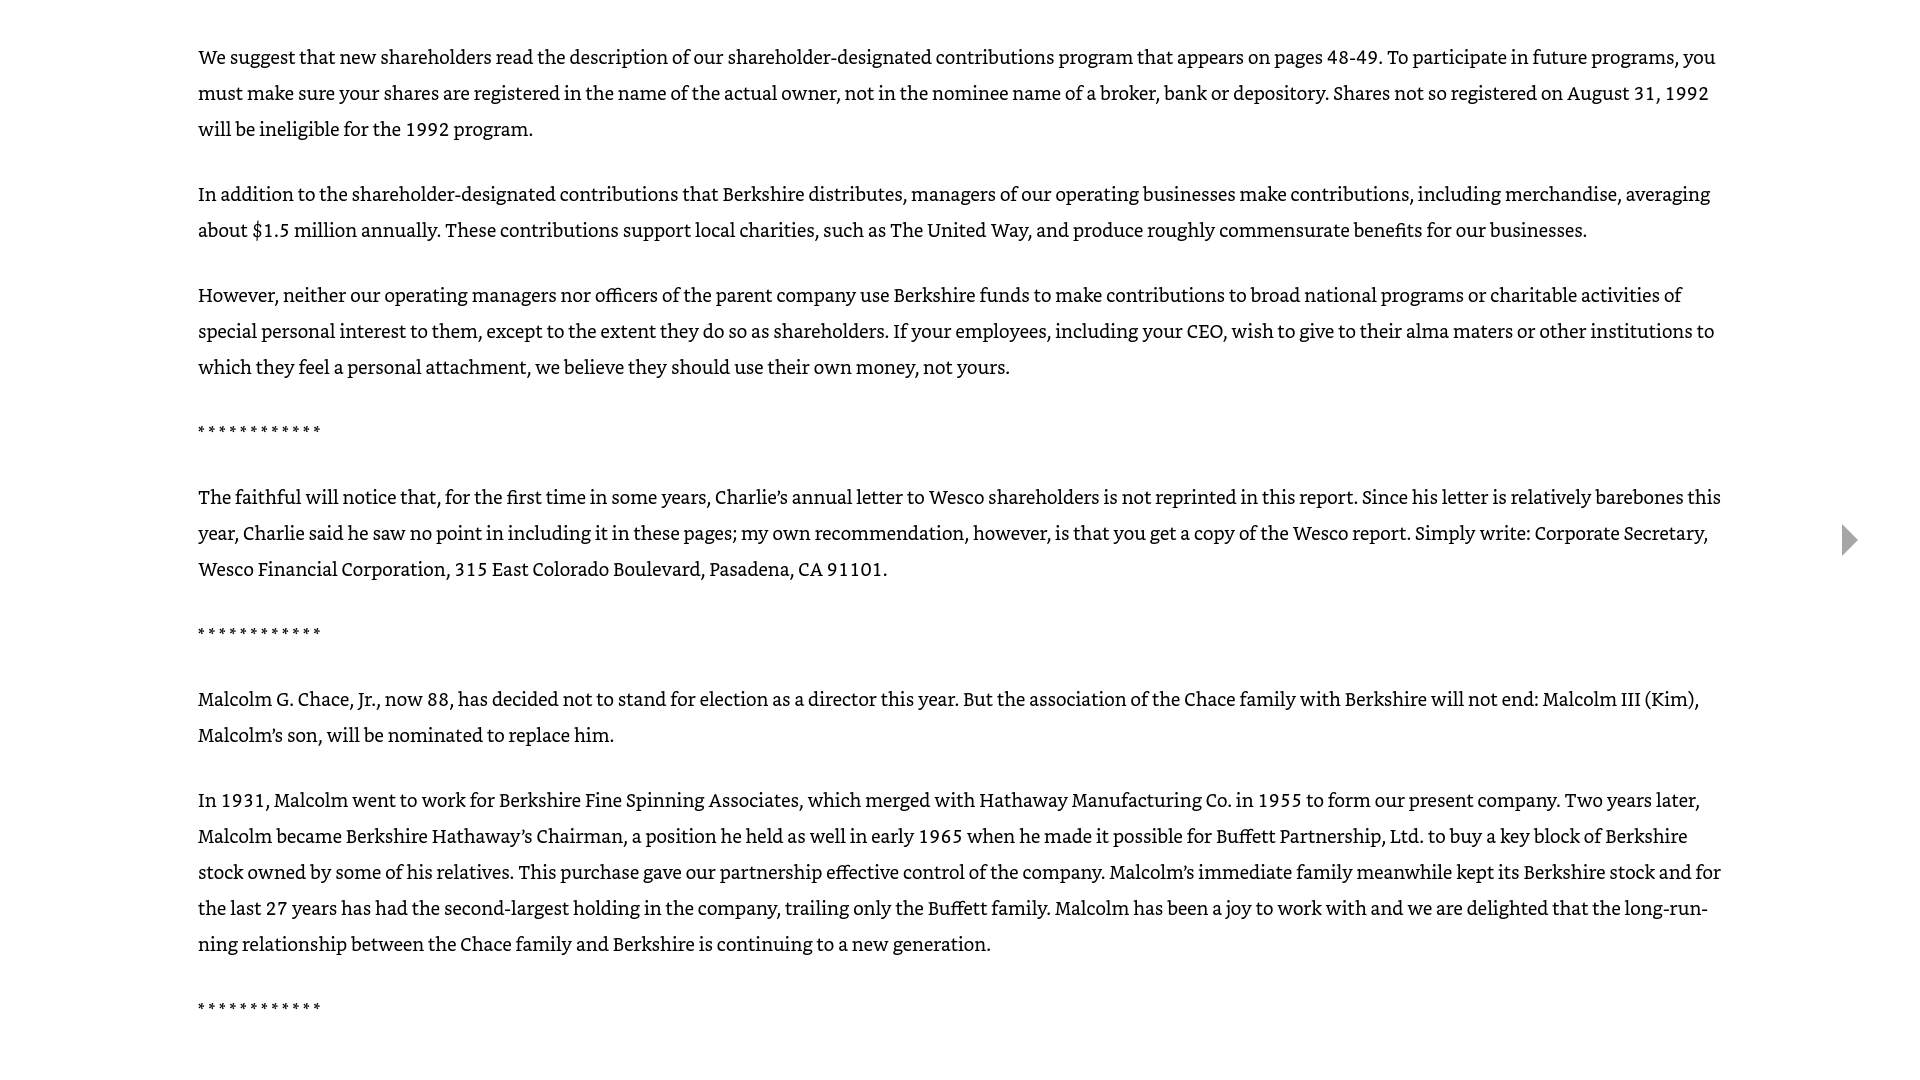 We suggest that new shareholders read the description of our shareholder-designated contributions program that appears on pages 48-49. To participate in future programs, you
must make sure your shares are registered in the name of the actual owner, not in the nominee name of a broker, bank or depository. Shares not so registered on August 31, 1992
will be ineligible for the 1992 program.
In addition to the shareholder-designated contributions that Berkshire distributes, managers of our operating businesses make contributions, including merchandise, averaging
about $1.5 million annually. These contributions support local charities, such as The United Way, and produce roughly commensurate benefits for our businesses.
However, neither our operating managers nor officers of the parent company use Berkshire funds to make contributions to broad national programs or charitable activities of
special personal interest to them, except to the extent they do so as shareholders. If your employees, including your CEO, wish to give to their alma maters or other institutions to
which they feel a personal attachment, we believe they should use their own money, not yours.
* * * * * * * * * * * *
The faithful will notice that, for the first time in some years, Charlie’s annual letter to Wesco shareholders is not reprinted in this report. Since his letter is relatively barebones this
year, Charlie said he saw no point in including it in these pages; my own recommendation, however, is that you get a copy of the Wesco report. Simply write: Corporate Secretary,
Wesco Financial Corporation, 315 East Colorado Boulevard, Pasadena, CA 91101.
* * * * * * * * * * * *
Malcolm G. Chace, Jr., now 88, has decided not to stand for election as a director this year. But the association of the Chace family with Berkshire will not end: Malcolm III (Kim),
Malcolm’s son, will be nominated to replace him.
In 1931, Malcolm went to work for Berkshire Fine Spinning Associates, which merged with Hathaway Manufacturing Co. in 1955 to form our present company. Two years later,
Malcolm became Berkshire Hathaway’s Chairman, a position he held as well in early 1965 when he made it possible for Buffett Partnership, Ltd. to buy a key block of Berkshire
stock owned by some of his relatives. This purchase gave our partnership effective control of the company. Malcolm’s immediate family meanwhile kept its Berkshire stock and for
the last 27 years has had the second-largest holding in the company, trailing only the Buffett family. Malcolm has been a joy to work with and we are delighted that the long-run-
ning relationship between the Chace family and Berkshire is continuing to a new generation.
* * * * * * * * * * * *